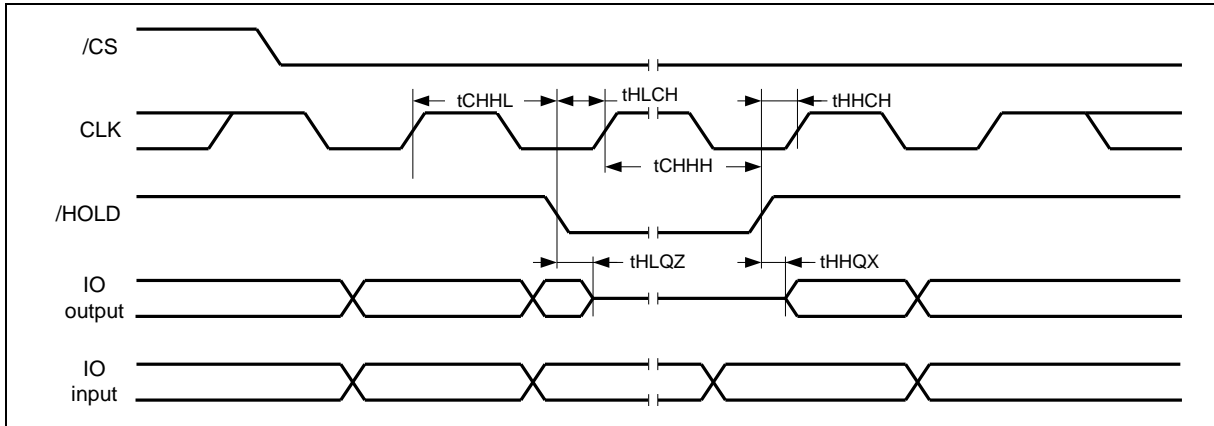 /CS
tCHHL
tHLCH
tHHCH
CLK
tCHHH
/HOLD
tHLQZ
tHHQX
IO
output
IO
input